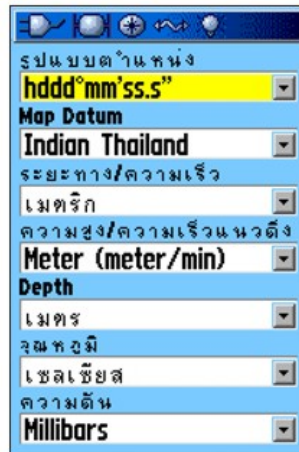 รูปแบบตำแหน่ง
hddd°mm'ss.s"
Map Datum
Indian Thailand
ระยะทาง/ความเร็ว
เมตริก
ความสูง/ความเร็วแนวดิ่ง
Meter (meter/min)
Depth
เมตร
อุณหภูมิ
เซลเซียส
ความดัน
Millibars